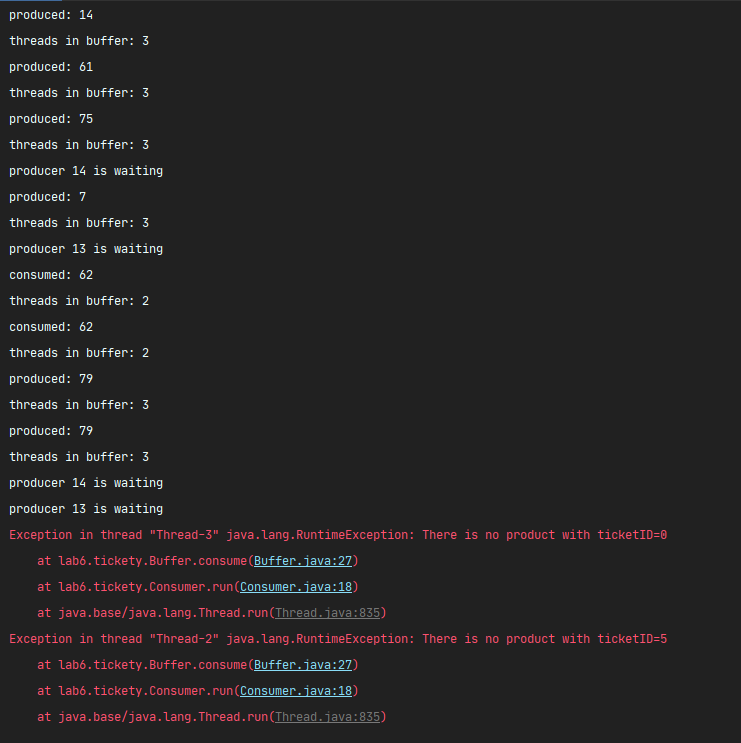 produced: 14
threads in buffer: 3
produced: 61
threads in buffer: 3
produced: 75
threads in buffer: 3
producer 14 is waiting
produced: 7
threads in buffer: 3
producer 13 is waiting
consumed: 62
threads in buffer: 2
consumed: 62
threads in buffer: 2
produced: 79
threads in buffer: 3
produced: 79
threads in buffer: 3
producer 14 is waiting
producer 13 is waiting
Exception in thread "Thread-3" java.lang.RuntimeException: There is no product with ticketID=0
    at lab6.tickety.Buffer.consume(Buffer.java:27)
    at lab6.tickety.Consumer.run(Consumer.java:18)
    at java.base/java.lang.Thread.run(Thread.java:835)
Exception in thread "Thread-2" java.lang.RuntimeException: There is no product with ticketID=5
    at lab6.tickety.Buffer.consume(Buffer.java:27)
    at lab6.tickety.Consumer.run(Consumer.java:18)
    at java.base/java.lang.Thread.run(Thread.java:835)